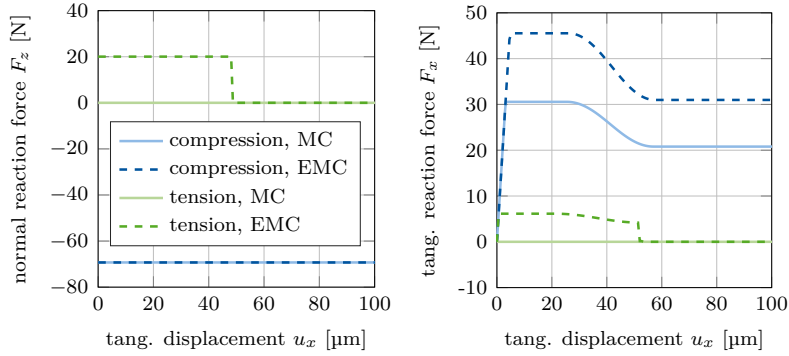 normal reaction force F_z [N]
40
20
0
−20
−40
−60
−80
compression, MC
compression, EMC
tension, MC
tension, EMC
0 20 40 60 80 100
tang. displacement u_x [µm]
tang. reaction force F_x [N]
50
40
30
20
10
0
-10
0 20 40 60 80 100
tang. displacement u_x [µm]